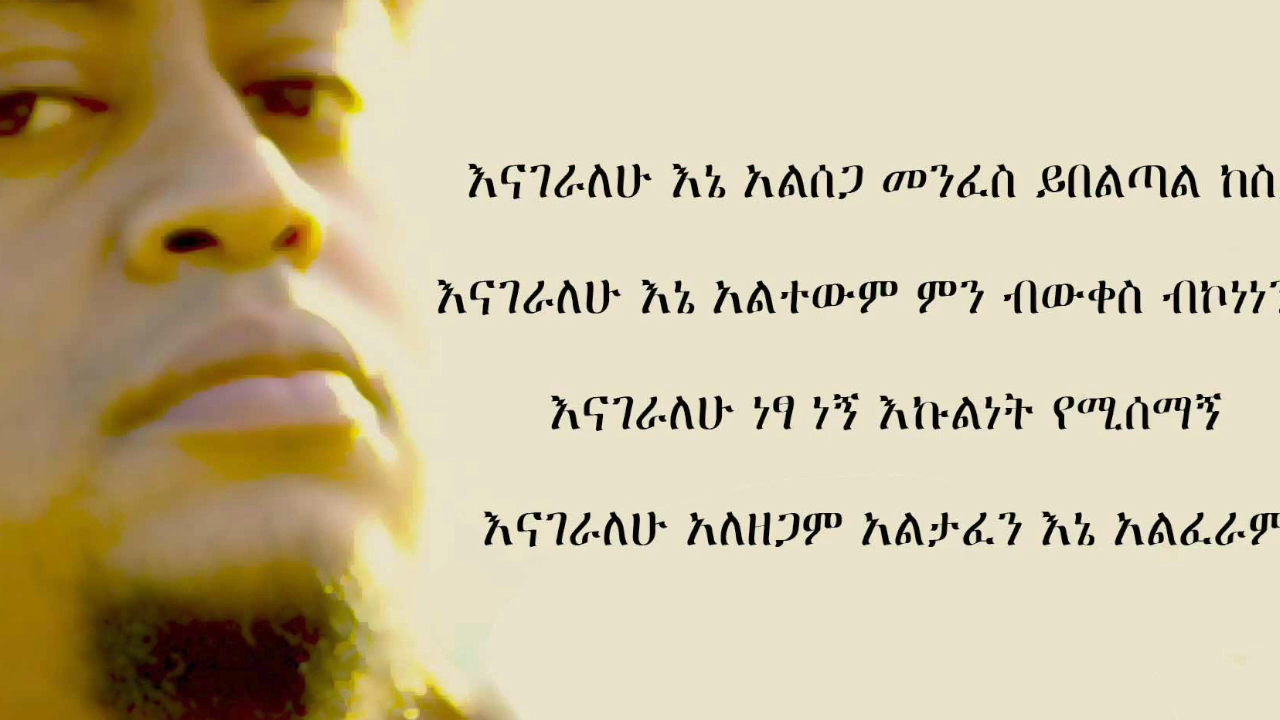 እናገራለሁ እኔ አልሰጋ መንፈስ ይበልጣል
እናገራለሁ እኔ አልተውም ምን ብውቀስ
እናገራለሁ ነፃ ነኝ እኩልነት የሚሰማኝ
እናገራለሁ አለዘጋም አልታፈን እኔ አልፈራም